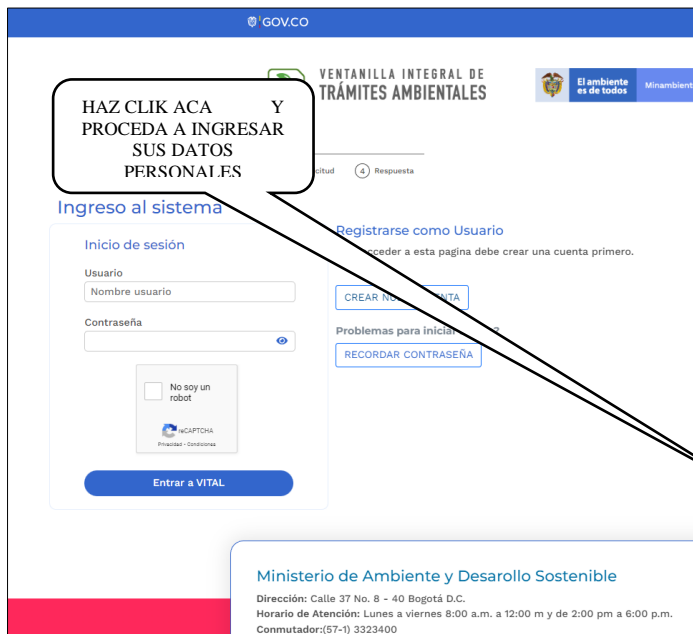 GOV.CO
VENTANILLA INTEGRAL DE
TRÁMITES AMBIENTALES
El ambiente
es de todos
Minambient
HAZ CLIK ACA Y
PROCEDA A INGRESAR
SUS DATOS
PERSONALES
citud
4 Respuesta
Ingreso al sistema
Inicio de sesión
Usuario
Nombre usuario
Contraseña
No soy un
robot
reCAPTCHA
Privacidad - Condiciones
Entrar a VITAL
Registrarse como Usuario
cceder a esta pagina debe crear una cuenta primero.
CREAR NU NTA
Problemas para iniciar ?
RECORDAR CONTRASEÑA
Ministerio de Ambiente y Desarollo Sostenible
Dirección: Calle 37 No. 8 - 40 Bogotá D.C.
Horario de Atención: Lunes a viernes 8:00 a.m. a 12:00 m y de 2:00 pm a 6:00 p.m.
Conmutador:(57-1) 3323400